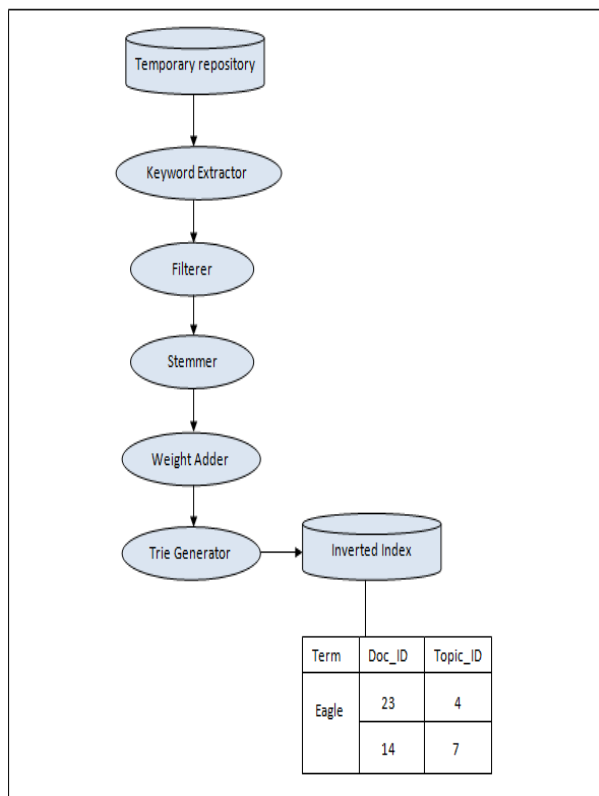 Temporary repository
Keyword Extractor
Filterer
Stemmer
Weight Adder
Trie Generator
Inverted Index
Term Doc_ID Topic_ID
Eagle 23 4
14 7